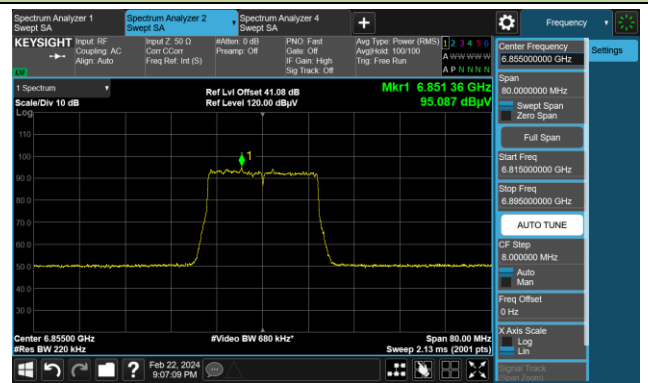 Spectrum Analyzer 1
Swept SA
Spectrum Analyzer 2
Swept SA
Spectrum Analyzer 4
Swept SA
+
Frequency
KEYSIGHT
Input: RF
Coupling: AC
Align: Auto
Input Z: 50 Ω
Corr CCorr
Freq Ref: Int (S)
#Atten: 0 dB
Preamp: Off
PNO: Fast
Gate: Off
IF Gain: High
Sig Track: Off
Avg Type: Power (RMS)
Avg|Hold: 100/100
Trig: Free Run
1 2 3 4 5 6
A W W W W W
A P N N N N
1 Spectrum
Scale/Div 10 dB
Log
Ref Lvl Offset 41.08 dB
Ref Level 120.00 dBµV
Mkr1 6.851 36 GHz
95.087 dBµV
1
110
100
90.0
80.0
70.0
60.0
50.0
40.0
30.0
Center 6.85500 GHz
#Res BW 220 kHz
#Video BW 680 kHz*
Span 80.00 MHz
Sweep 2.13 ms (2001 pts)
Center Frequency
6.855000000 GHz
Settings
Span
80.0000000 MHz
Swept Span
Zero Span
Full Span
Start Freq
6.815000000 GHz
Stop Freq
6.895000000 GHz
AUTO TUNE
CF Step
8.000000 MHz
Auto
Man
Freq Offset
0 Hz
X Axis Scale
Log
Lin
Signal Track
(Span Zoom)
?
Feb 22, 2024
9:07:09 PM